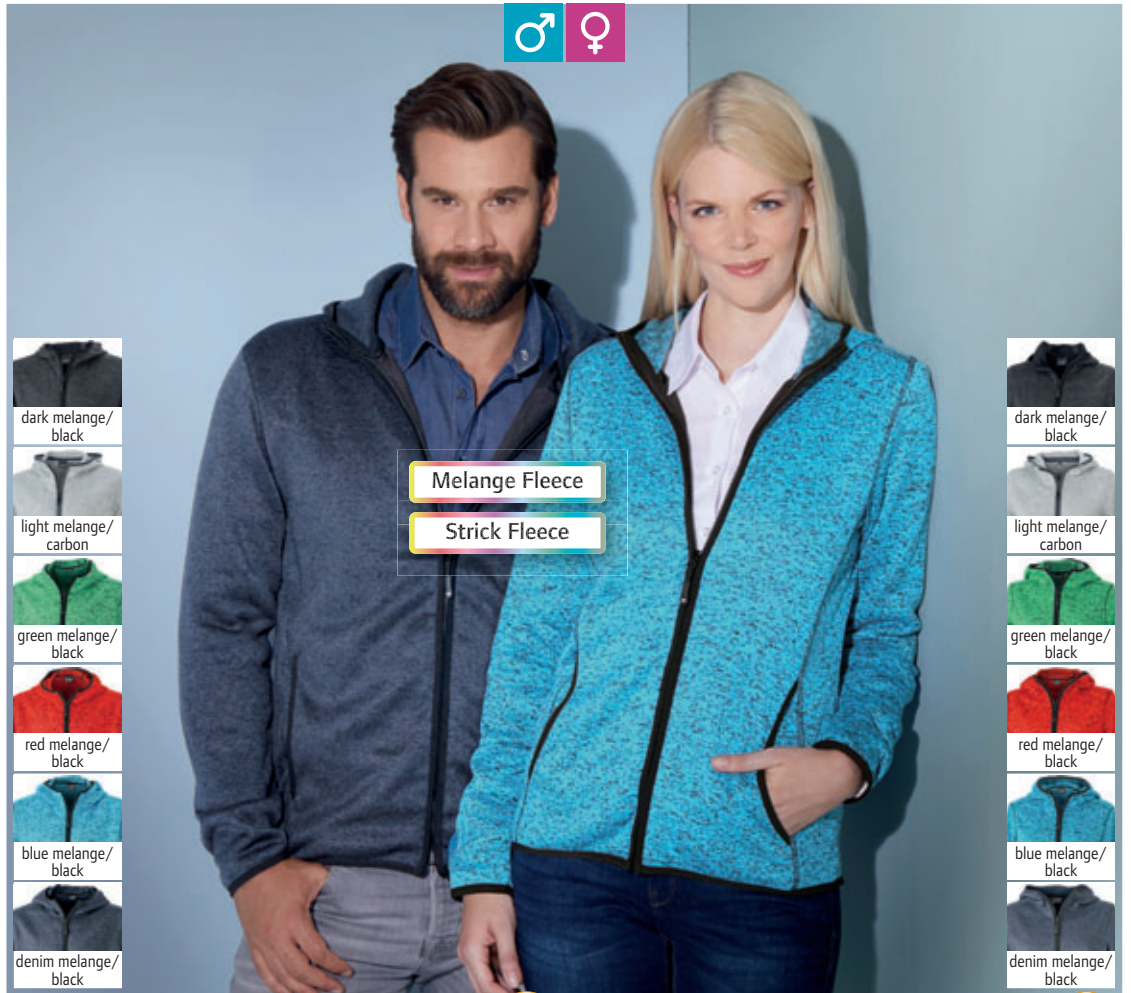 Melange Fleece
Strick Fleece
dark melange/
black
light melange/
carbon
green melange/
black
red melange/
black
blue melange/
black
denim melange/
black
dark melange/
black
light melange/
carbon
green melange/
black
red melange/
black
blue melange/
black
denim melange/
black